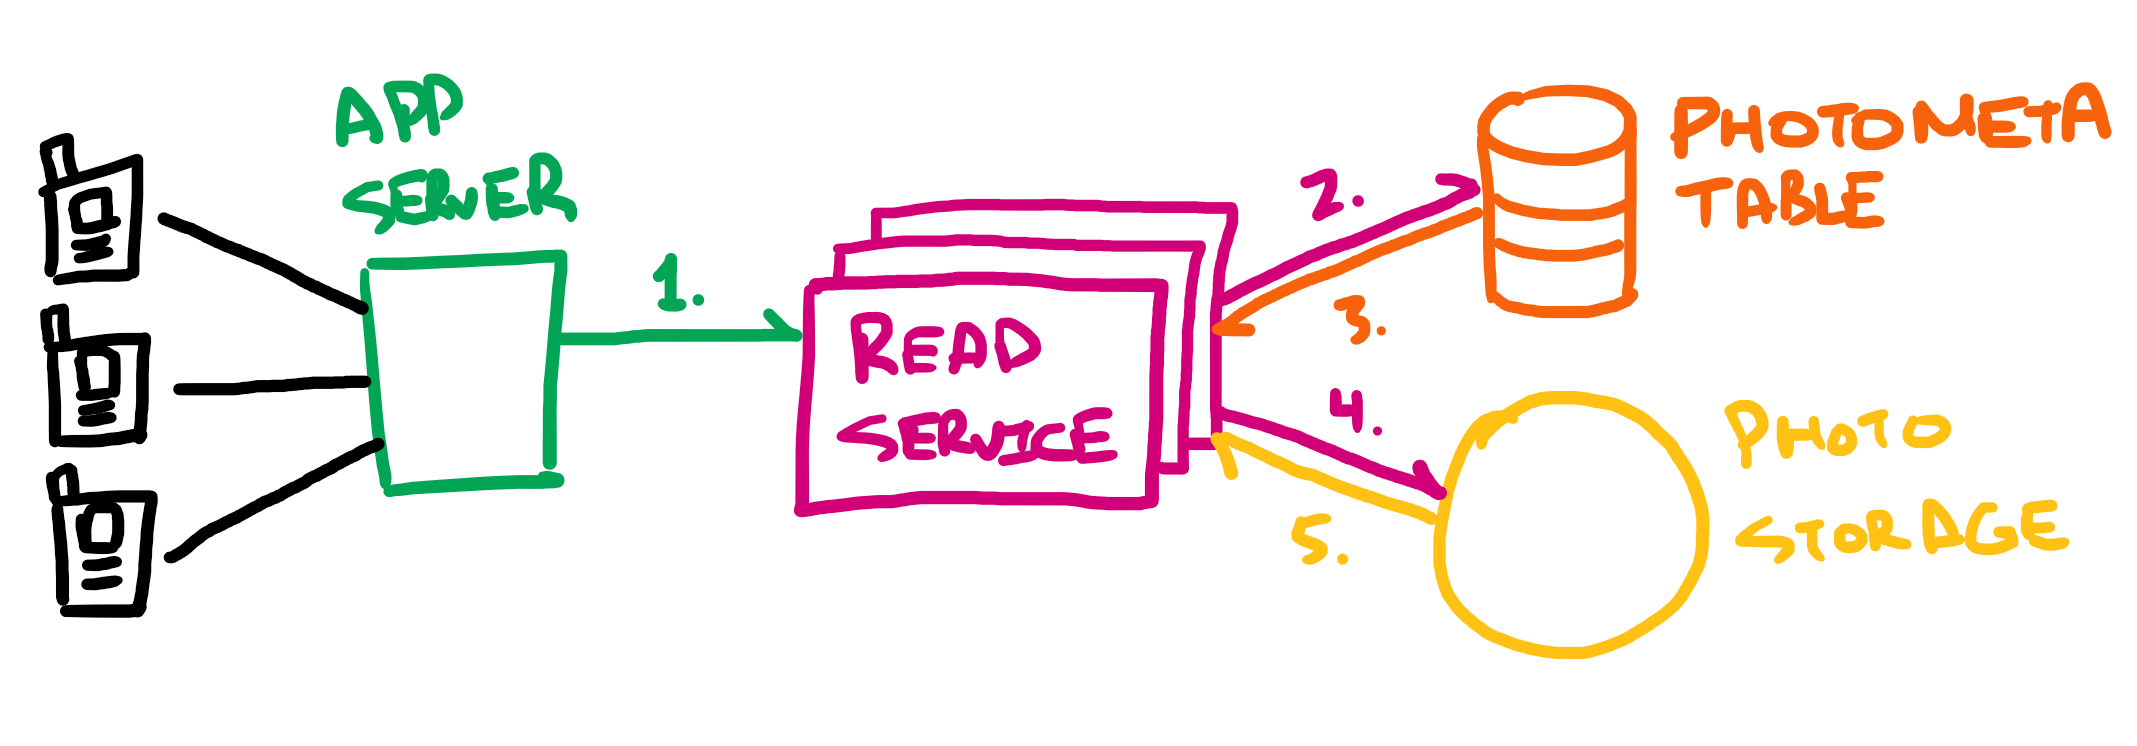 APP
SERVER
1.
READ
SERVICE
2.
3.
PHOTOMETA
TABLE
4.
5.
PHOTO
STORAGE